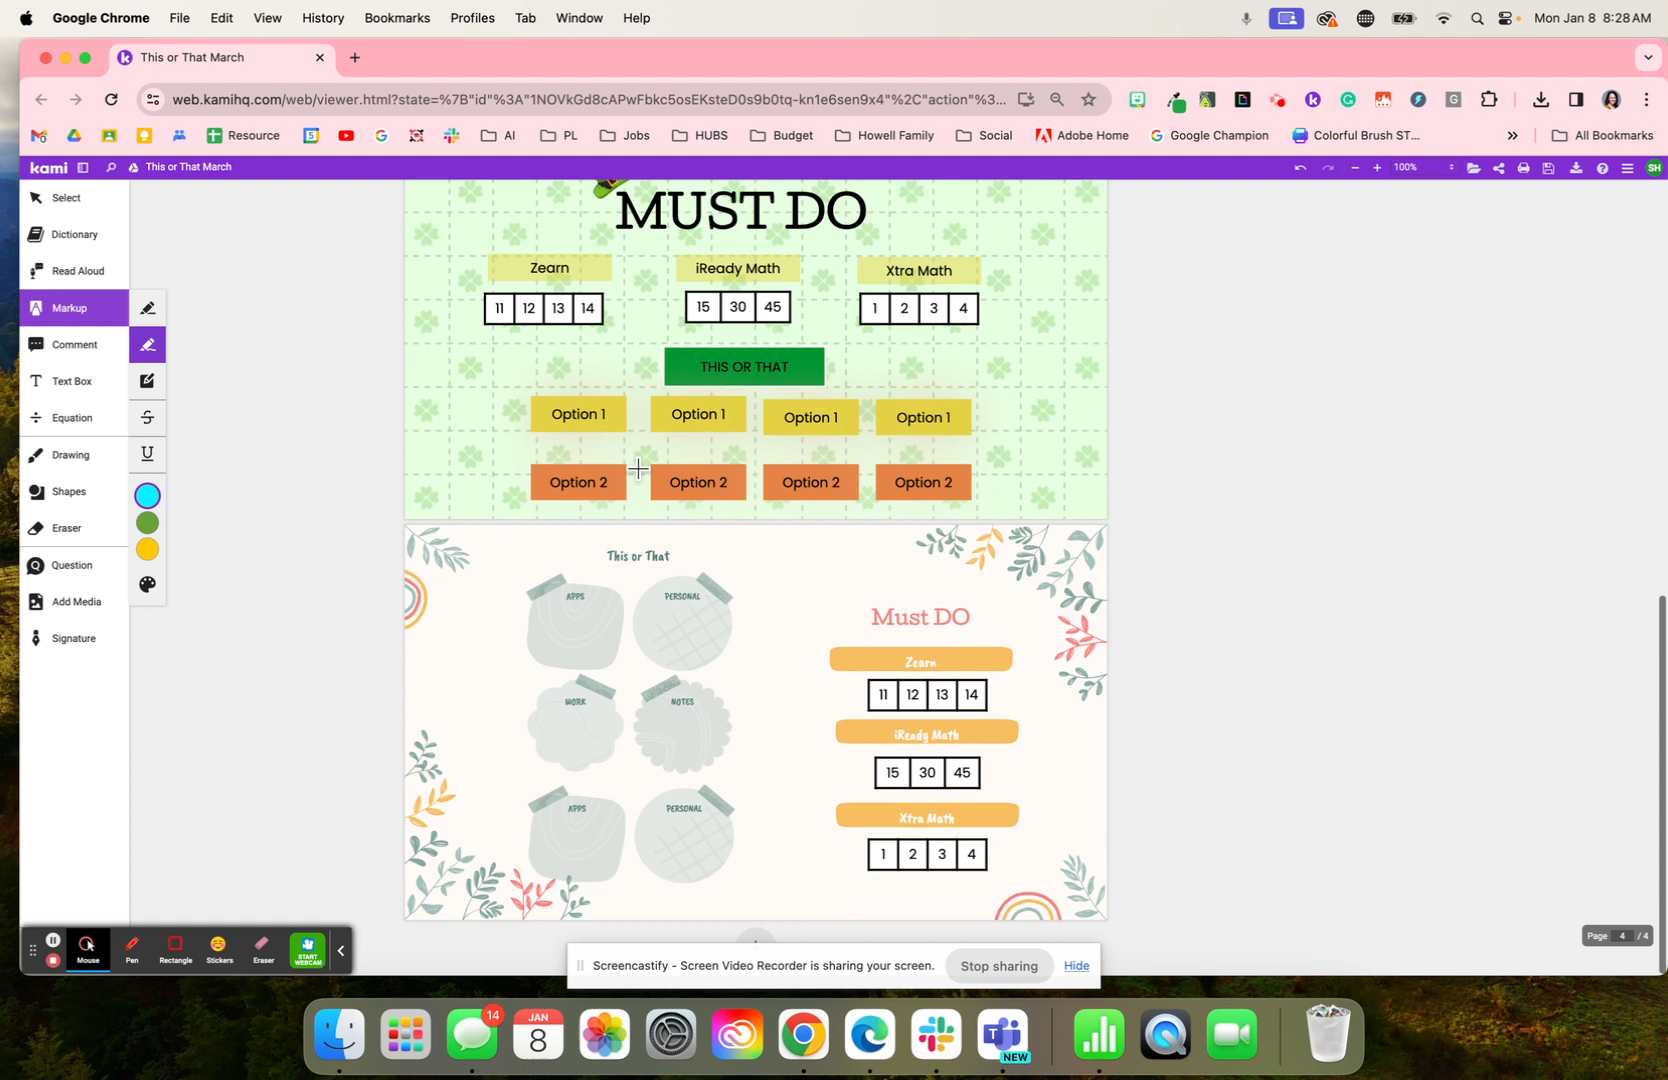 Google Chrome File Edit View History Bookmarks Profiles Tab Window Help Mon Jan 8 8:28 AM
This or That March
web.kamihq.com/web/viewer.html?state=%7B"id"%3A"1NOVkGd8cAPwFbkc5osEKsteD0s9b0tq-kn1e6sen9x4"%2C"action"%3...
Resource AI PL Jobs HUBS Budget Howell Family Social Adobe Home Google Champion Colorful Brush ST... » All Bookmarks
kami This or That March 100% SH
Select
Dictionary
Read Aloud
Markup
Comment
Text Box
Equation
Drawing
Shapes
Eraser
Question
Add Media
Signature
MUST DO
Zearn iReady Math Xtra Math
11 12 13 14 15 30 45 1 2 3 4
THIS OR THAT
Option 1 Option 1 Option 1 Option 1
Option 2 Option 2 Option 2 Option 2
This or That
APPS PERSONAL
WORK NOTES
APPS PERSONAL
Must DO
Zearn
11 12 13 14
iReady Math
15 30 45
Xtra Math
1 2 3 4
Page 4 / 4
Mouse Pen Rectangle Stickers Eraser START WEBCAM
Screencastify - Screen Video Recorder is sharing your screen. Stop sharing Hide
14
JAN
8
NEW